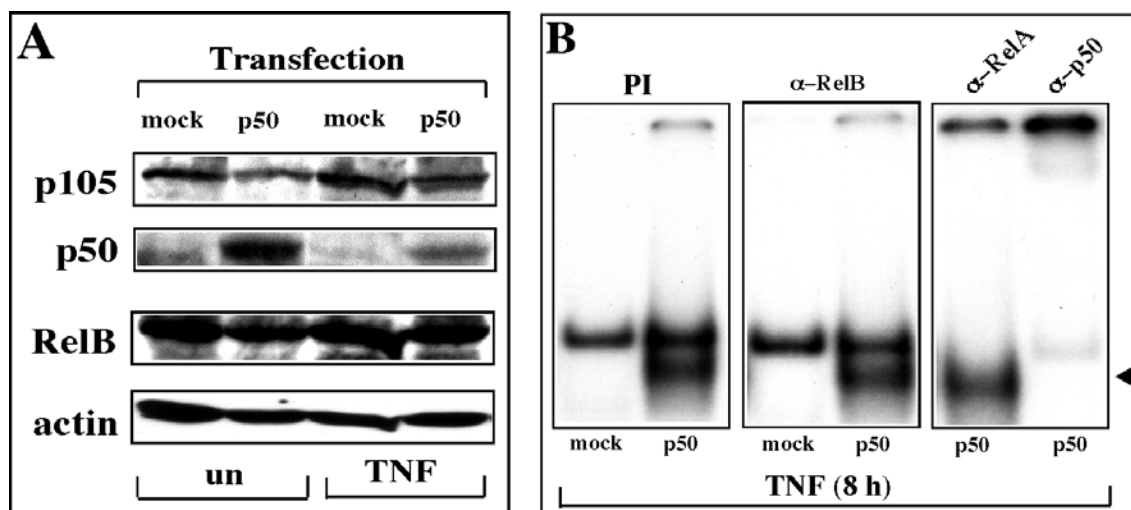 A
Transfection
mock p50 mock p50
p105
p50
RelB
actin
un TNF
B
PI α–RelB α–RelA α–p50
mock p50 mock p50 p50 p50
TNF (8 h)